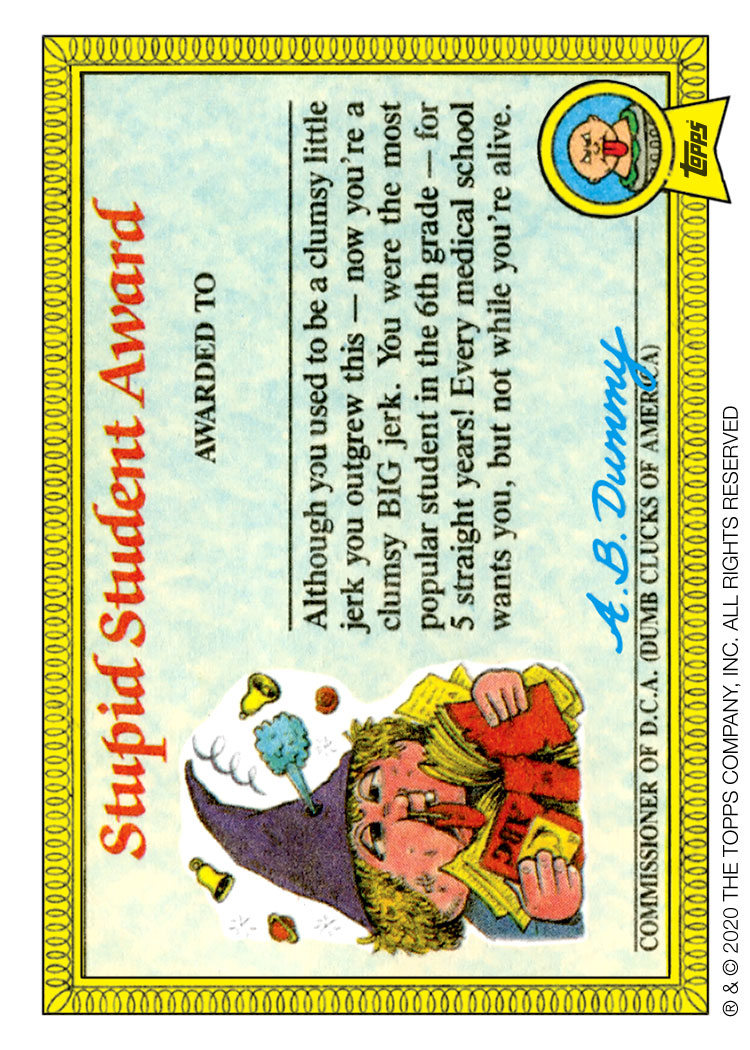 Stupid Student Award
AWARDED TO
Although you used to be a clumsy little
jerk you outgrew this — now you're a
clumsy BIG jerk. You were the most
popular student in the 6th grade — for
5 straight years! Every medical school
wants you, but not while you're alive.
A.B. Dummy
COMMISSIONER OF D.C.A. (DUMB CLUCKS OF AMERICA)
topps
ABC
® & © 2020 THE TOPPS COMPANY, INC. ALL RIGHTS RESERVED